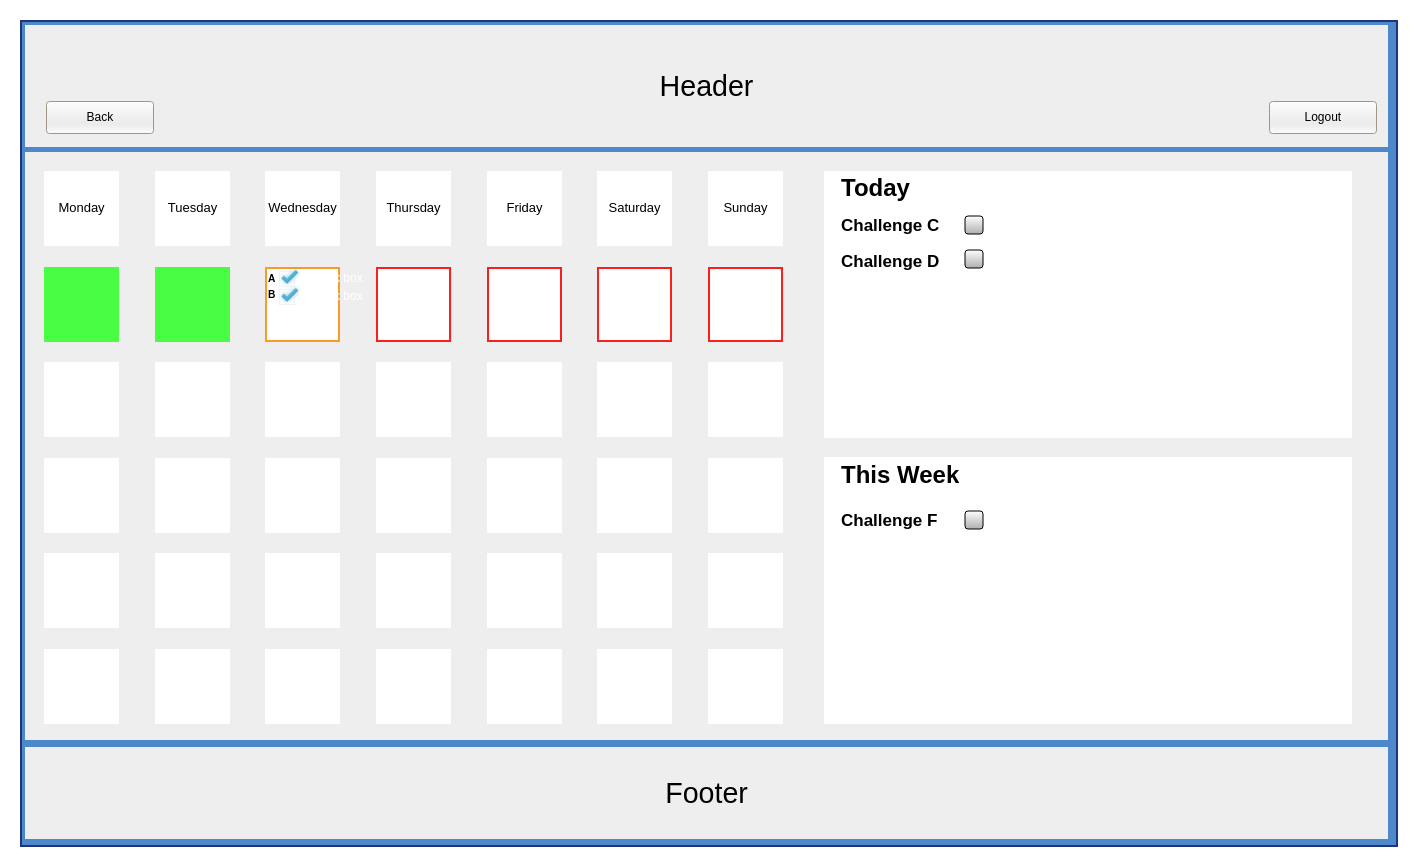 Header
Back
Logout
Monday Tuesday Wednesday Thursday Friday Saturday Sunday
A
B
Today
Challenge C
Challenge D
This Week
Challenge F
Footer